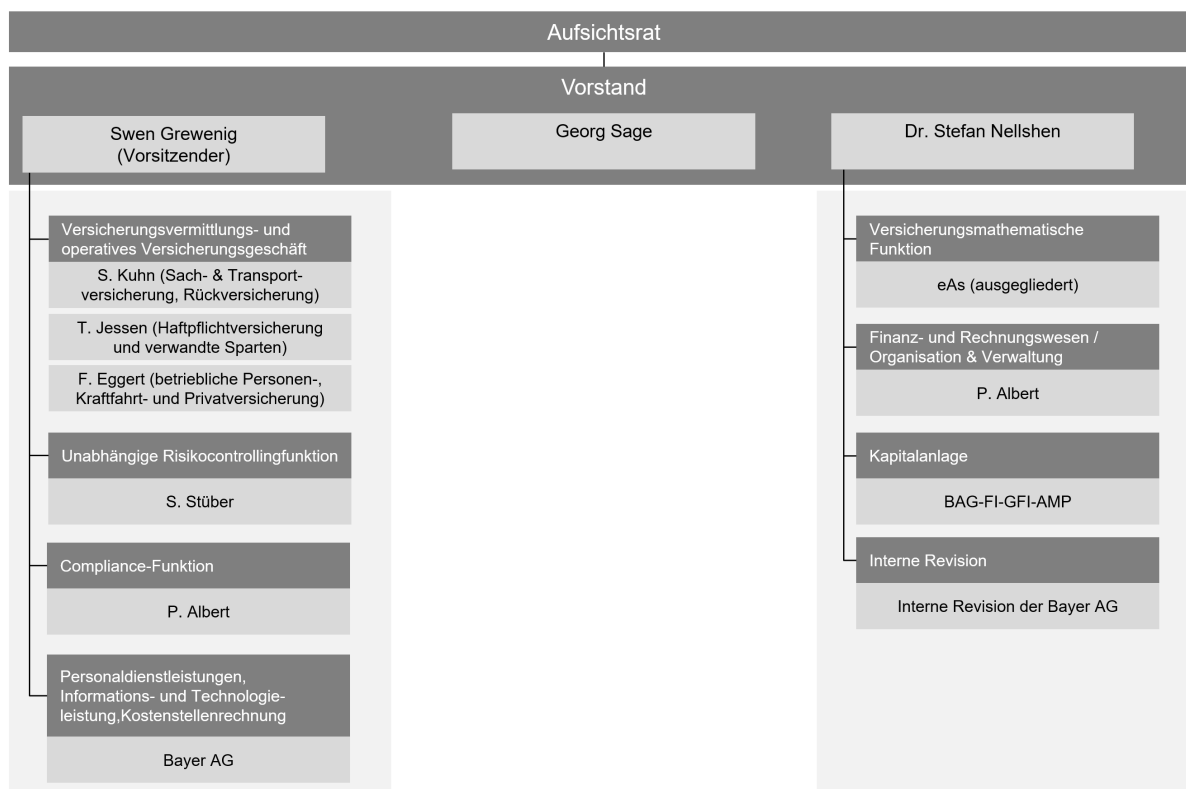 Aufsichtsrat
Vorstand
Swen Grewenig
(Vorsitzender)
Georg Sage
Dr. Stefan Nellshen
Versicherungsvermittlungs- und
operatives Versicherungsgeschäft
S. Kuhn (Sach- & Transport-
versicherung, Rückversicherung)
T. Jessen (Haftpflichtversicherung
und verwandte Sparten)
F. Eggert (betriebliche Personen-,
Kraftfahrt- und Privatversicherung)
Unabhängige Risikocontrollingfunktion
S. Stüber
Compliance-Funktion
P. Albert
Personaldienstleistungen,
Informations- und Technologie-
leistung,Kostenstellenrechnung
Bayer AG
Versicherungsmathematische
Funktion
eAs (ausgegliedert)
Finanz- und Rechnungswesen /
Organisation & Verwaltung
P. Albert
Kapitalanlage
BAG-FI-GFI-AMP
Interne Revision
Interne Revision der Bayer AG